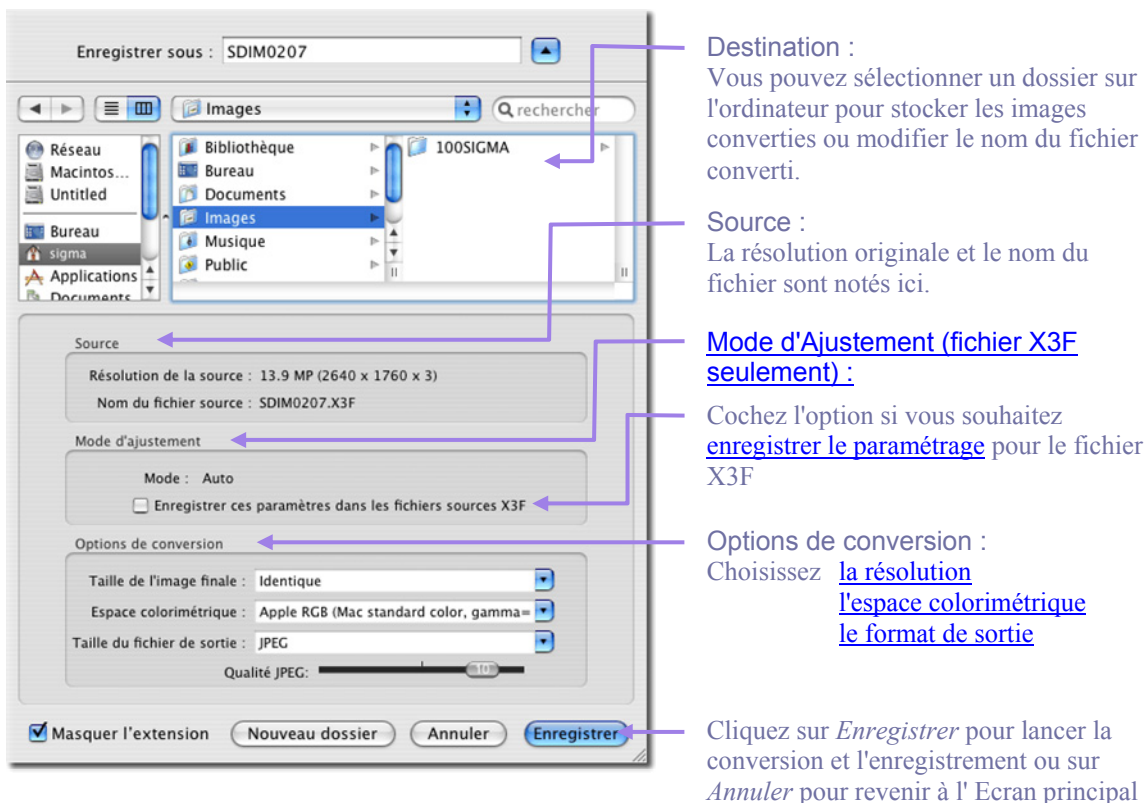 Enregistrer sous : SDIM0207
Images
rechercher
Réseau
Macintos...
Untitled
Bureau
sigma
Applications
Documents
Bibliothèque
Bureau
Documents
Images
Musique
Public
100SIGMA
Source
Résolution de la source : 13.9 MP (2640 x 1760 x 3)
Nom du fichier source : SDIM0207.X3F
Mode d'ajustement
Mode : Auto
Enregistrer ces paramètres dans les fichiers sources X3F
Options de conversion
Taille de l'image finale : Identique
Espace colorimétrique : Apple RGB (Mac standard color, gamma=
Taille du fichier de sortie : JPEG
Qualité JPEG: 10
Masquer l'extension
Nouveau dossier
Annuler
Enregistrer
Destination :
Vous pouvez sélectionner un dossier sur
l'ordinateur pour stocker les images
converties ou modifier le nom du fichier
converti.
Source :
La résolution originale et le nom du
fichier sont notés ici.
Mode d'Ajustement (fichier X3F
seulement) :
Cochez l'option si vous souhaitez
enregistrer le paramétrage pour le fichier
X3F
Options de conversion :
Choisissez la résolution
l'espace colorimétrique
le format de sortie
Cliquez sur Enregistrer pour lancer la
conversion et l'enregistrement ou sur
Annuler pour revenir à l' Ecran principal